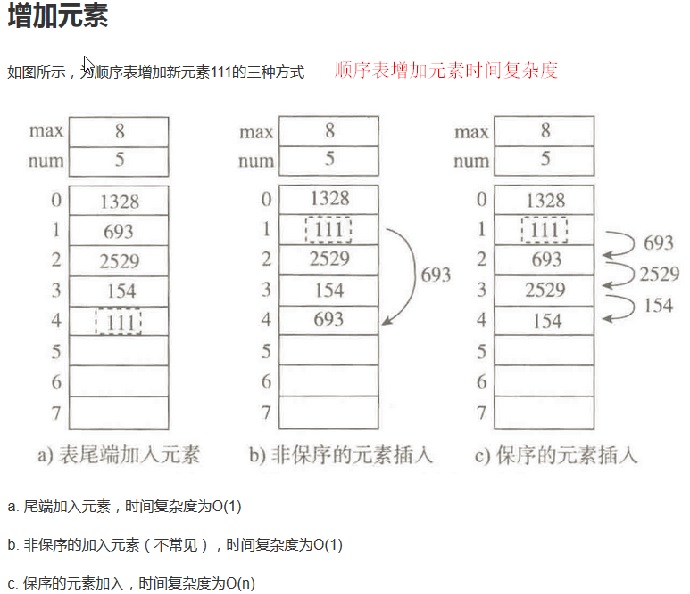 增加元素
如图所示，为顺序表增加新元素111的三种方式
顺序表增加元素时间复杂度
max 8
num 5
0 1328
1 693
2 2529
3 154
4 111
5
6
7
a) 表尾端加入元素
max 8
num 5
0 1328
1 111
2 2529
3 154
4 693
5
6
7
693
b) 非保序的元素插入
max 8
num 5
0 1328
1 111
2 693
3 2529
4 154
5
6
7
693
2529
154
c) 保序的元素插入
a. 尾端加入元素，时间复杂度为O(1)
b. 非保序的加入元素（不常见），时间复杂度为O(1)
c. 保序的元素加入，时间复杂度为O(n)